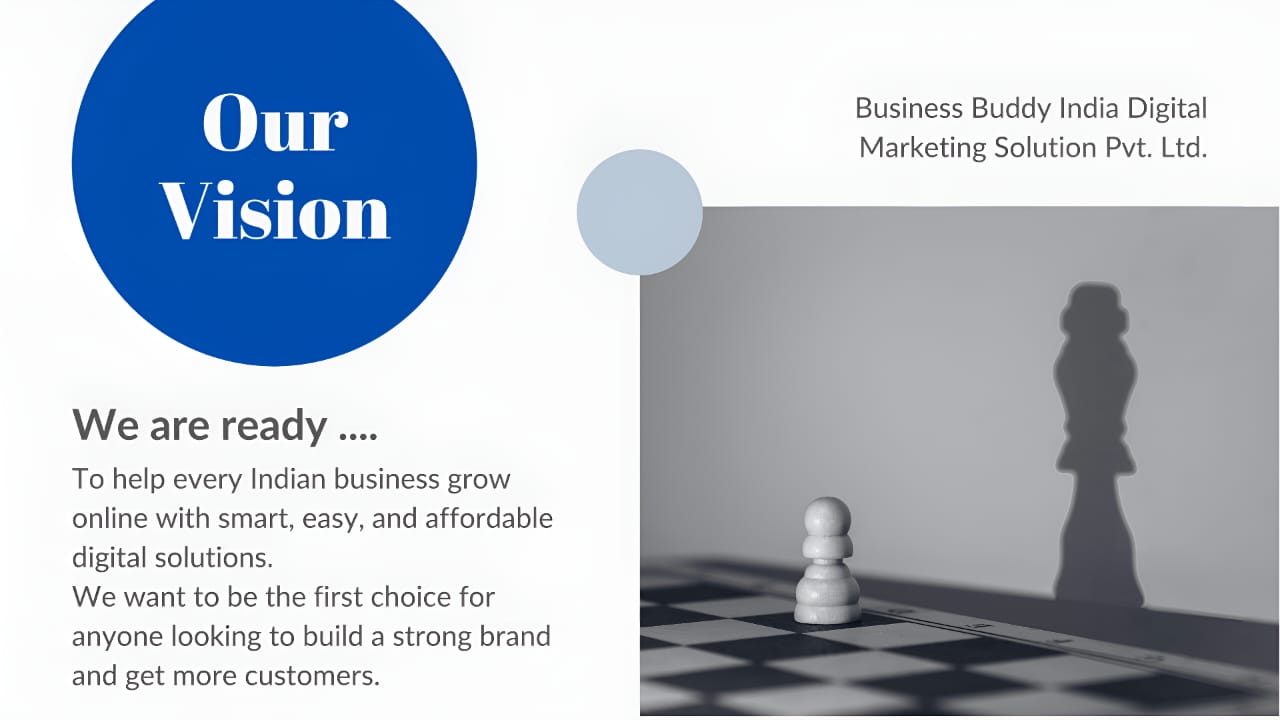 Our
Vision
Business Buddy India Digital
Marketing Solution Pvt. Ltd.
We are ready ....
To help every Indian business grow
online with smart, easy, and affordable
digital solutions.
We want to be the first choice for
anyone looking to build a strong brand
and get more customers.